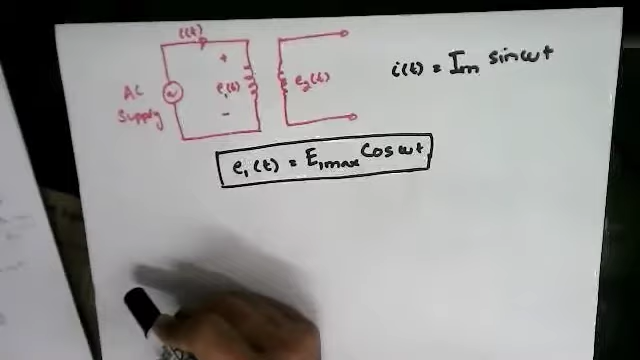 i(t)
AC
Supply
+
e₁(t)
-
e₂(t)
i(t) = Im sinωt
e₁(t) = E₁max Cosωt